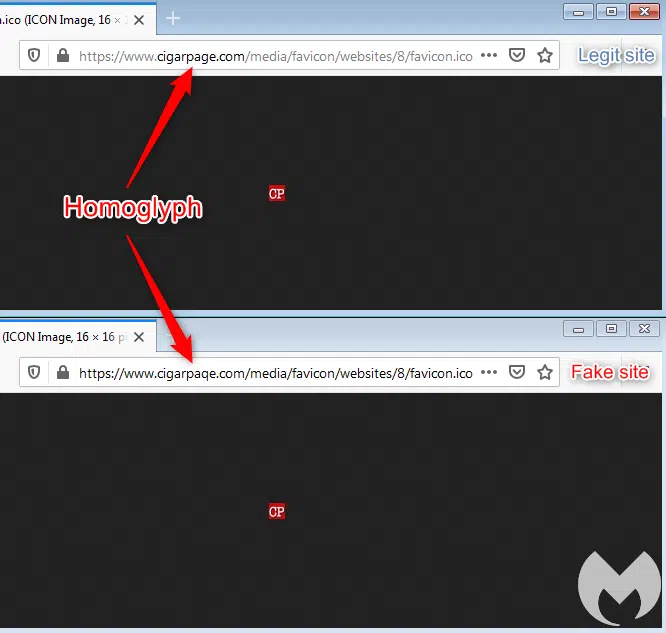 n.ico (ICON Image, 16 ×
https://www.cigarpage.com/media/favicon/websites/8/favicon.ico
Legit site
CP
Homoglyph
(ICON Image, 16 × 16 p
https://www.cigarpaqe.com/media/favicon/websites/8/favicon.ico
Fake site
CP